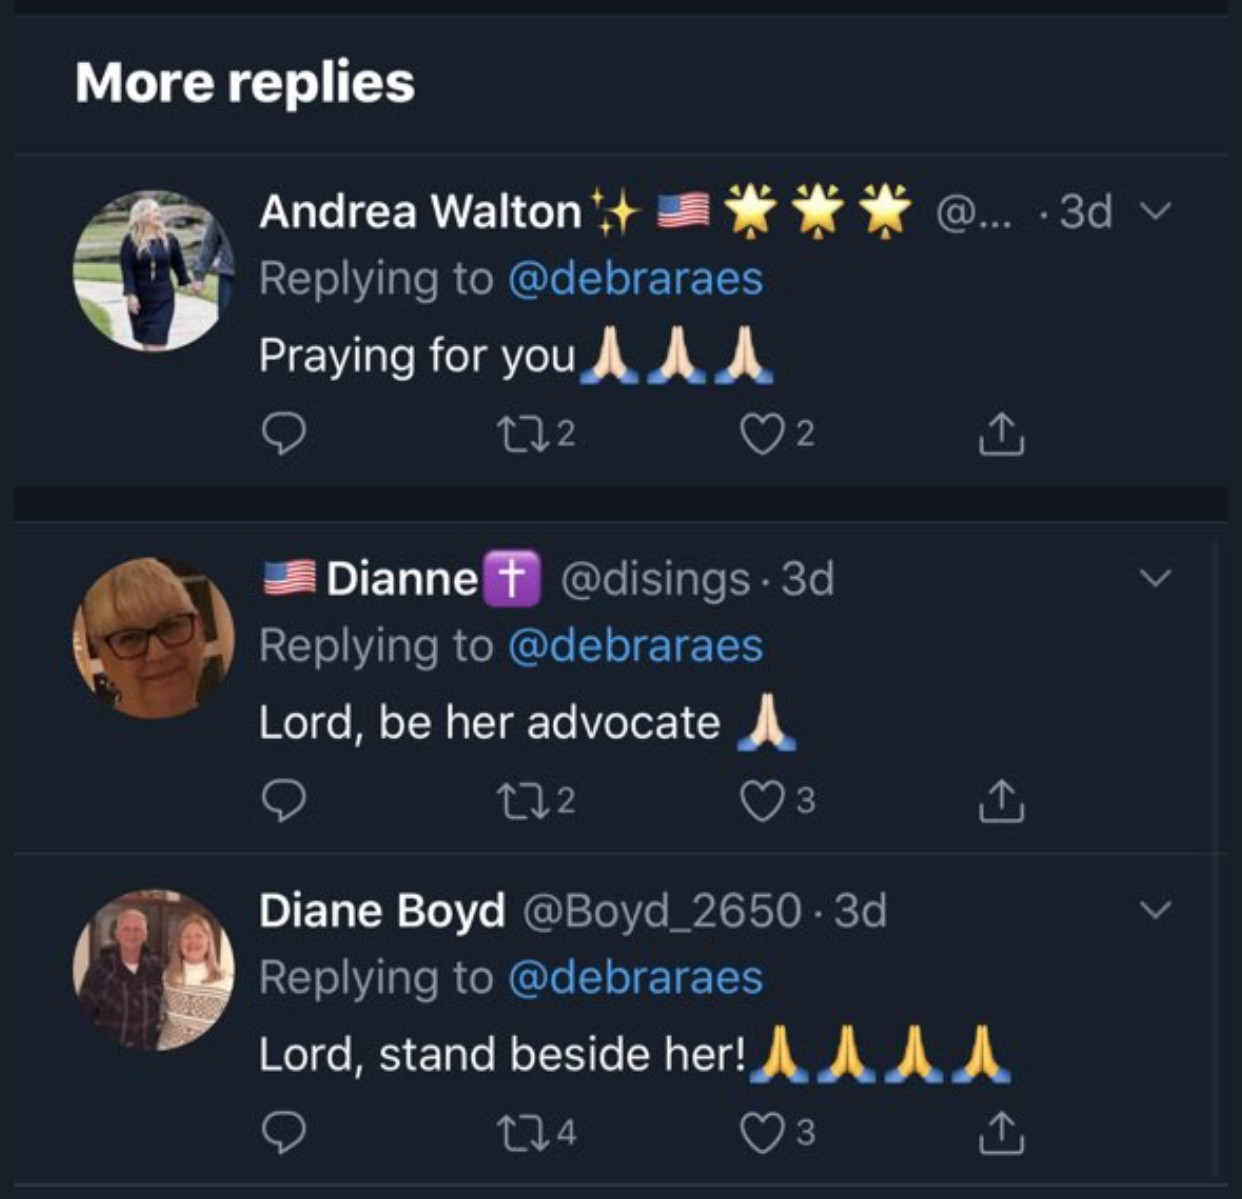 More replies
Andrea Walton✨ 🇺🇸 🌟 🌟 🌟 @... · 3d
Replying to @debraraes
Praying for you🙏🏻🙏🏻🙏🏻
2 2
🇺🇸 Dianne✝️ @disings · 3d
Replying to @debraraes
Lord, be her advocate 🙏🏻
2 3
Diane Boyd @Boyd_2650 · 3d
Replying to @debraraes
Lord, stand beside her!🙏🙏🙏🙏
4 3